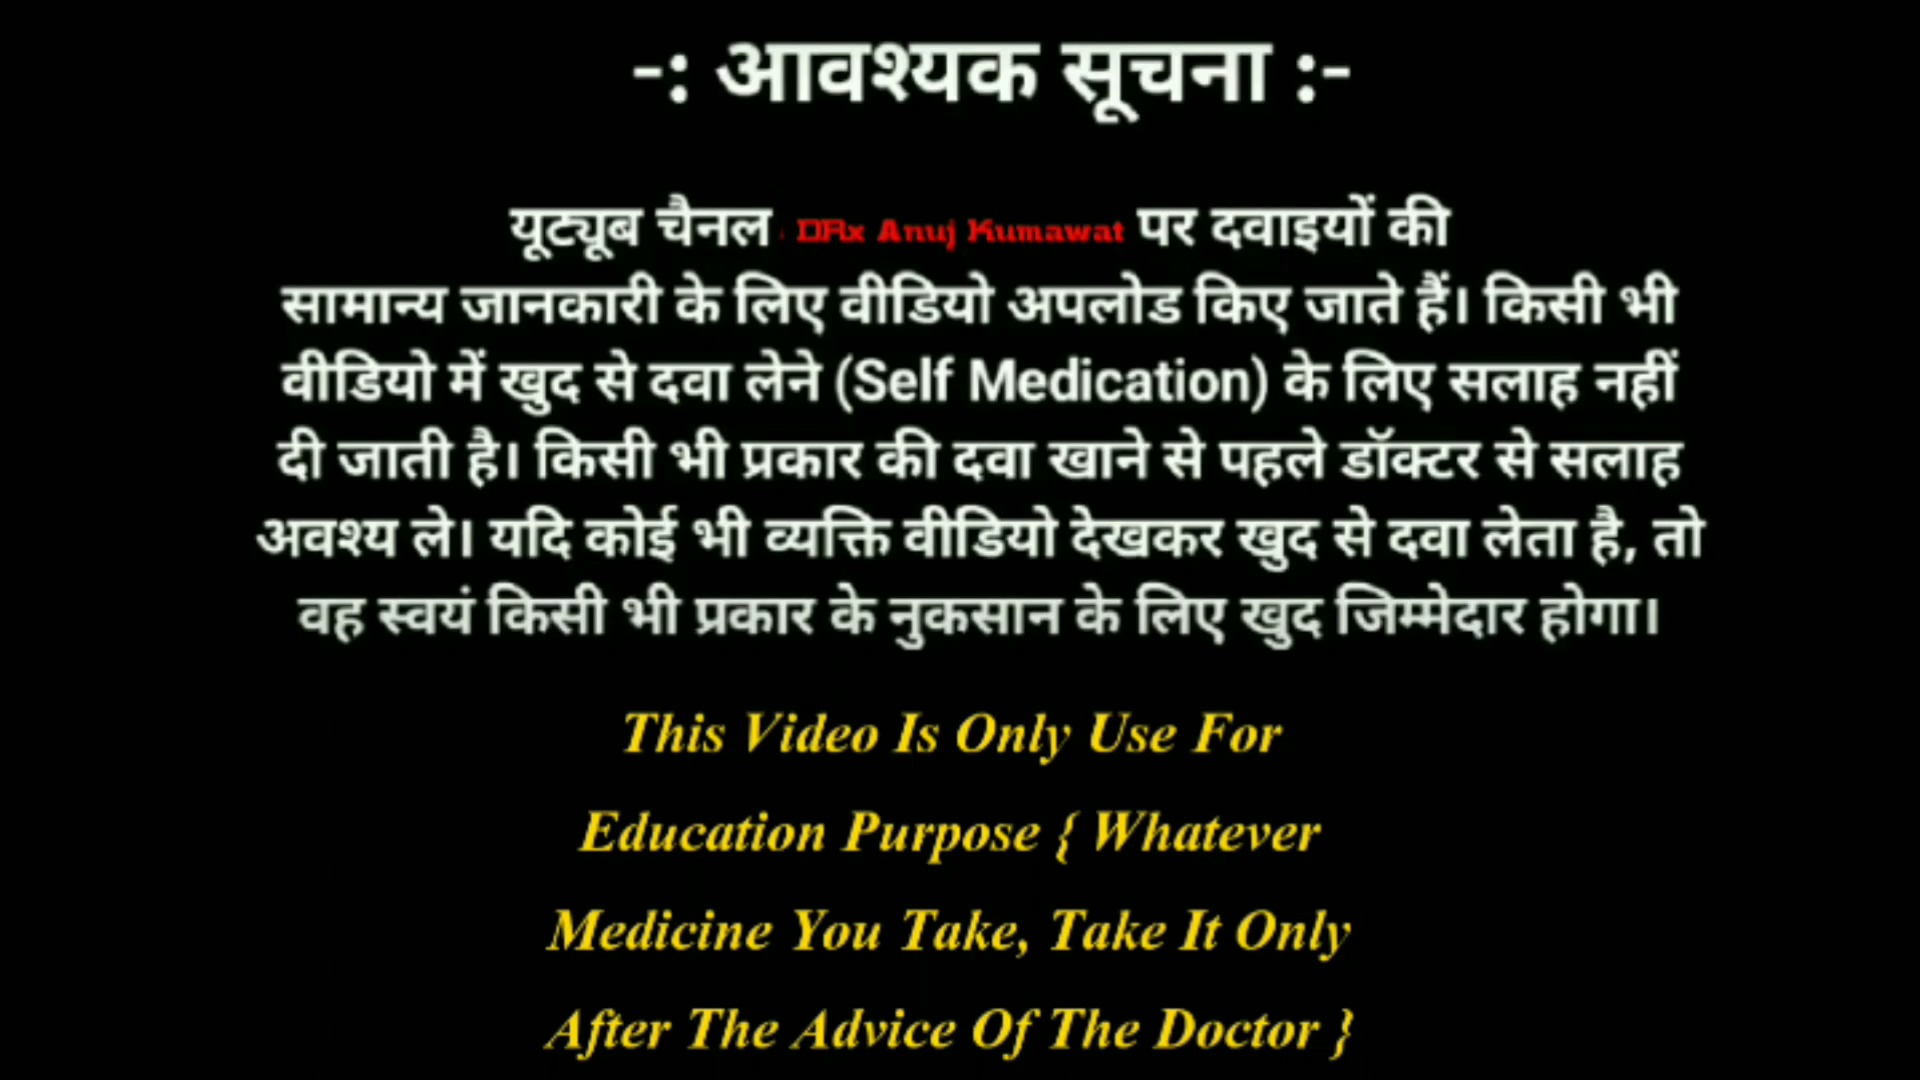 -: आवश्यक सूचना :-
यूट्यूब चैनल DRx Anuj Kumawat पर दवाइयों की
सामान्य जानकारी के लिए वीडियो अपलोड किए जाते हैं। किसी भी
वीडियो में खुद से दवा लेने (Self Medication) के लिए सलाह नहीं
दी जाती है। किसी भी प्रकार की दवा खाने से पहले डॉक्टर से सलाह
अवश्य ले। यदि कोई भी व्यक्ति वीडियो देखकर खुद से दवा लेता है, तो
वह स्वयं किसी भी प्रकार के नुकसान के लिए खुद जिम्मेदार होगा।
This Video Is Only Use For
Education Purpose { Whatever
Medicine You Take, Take It Only
After The Advice Of The Doctor }